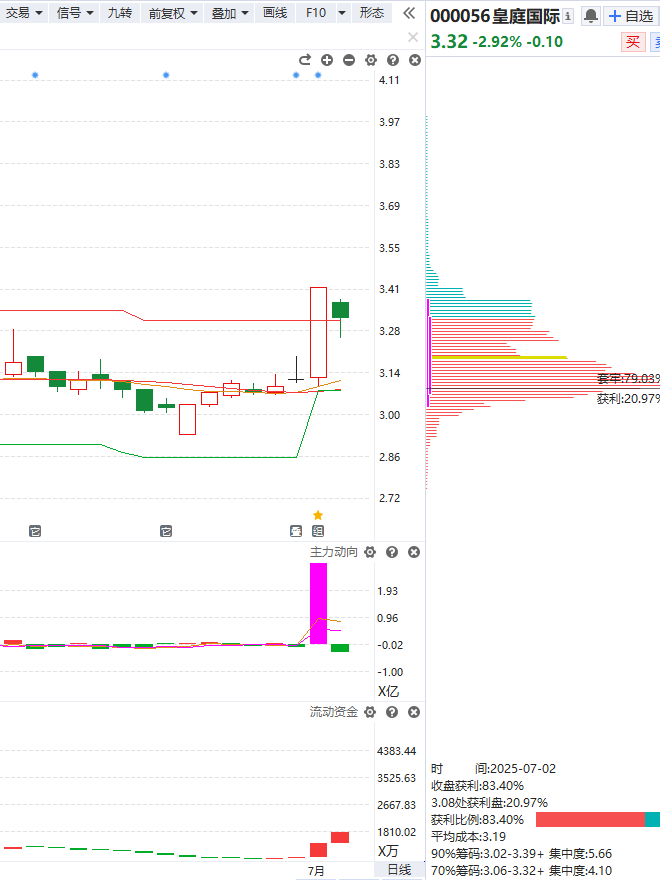 交易 信号 九转 前复权 叠加 画线 F10 形态
000056皇庭国际 自选
3.32 -2.92% -0.10 买
4.11
3.97
3.83
3.69
3.55
3.41
3.28
3.14
3.00
2.86
2.72
套牢:79.03%
获利:20.97%
它 它 叠 组
主力动向
1.93
0.96
-0.02
-1.00
X亿
流动资金
4383.44
3525.63
2667.83
1810.02
X万
7月 日线
时 间:2025-07-02
收盘获利:83.40%
3.08处获利盘:20.97%
获利比例:83.40%
平均成本:3.19
90%筹码:3.02-3.39+ 集中度:5.66
70%筹码:3.06-3.32+ 集中度:4.10